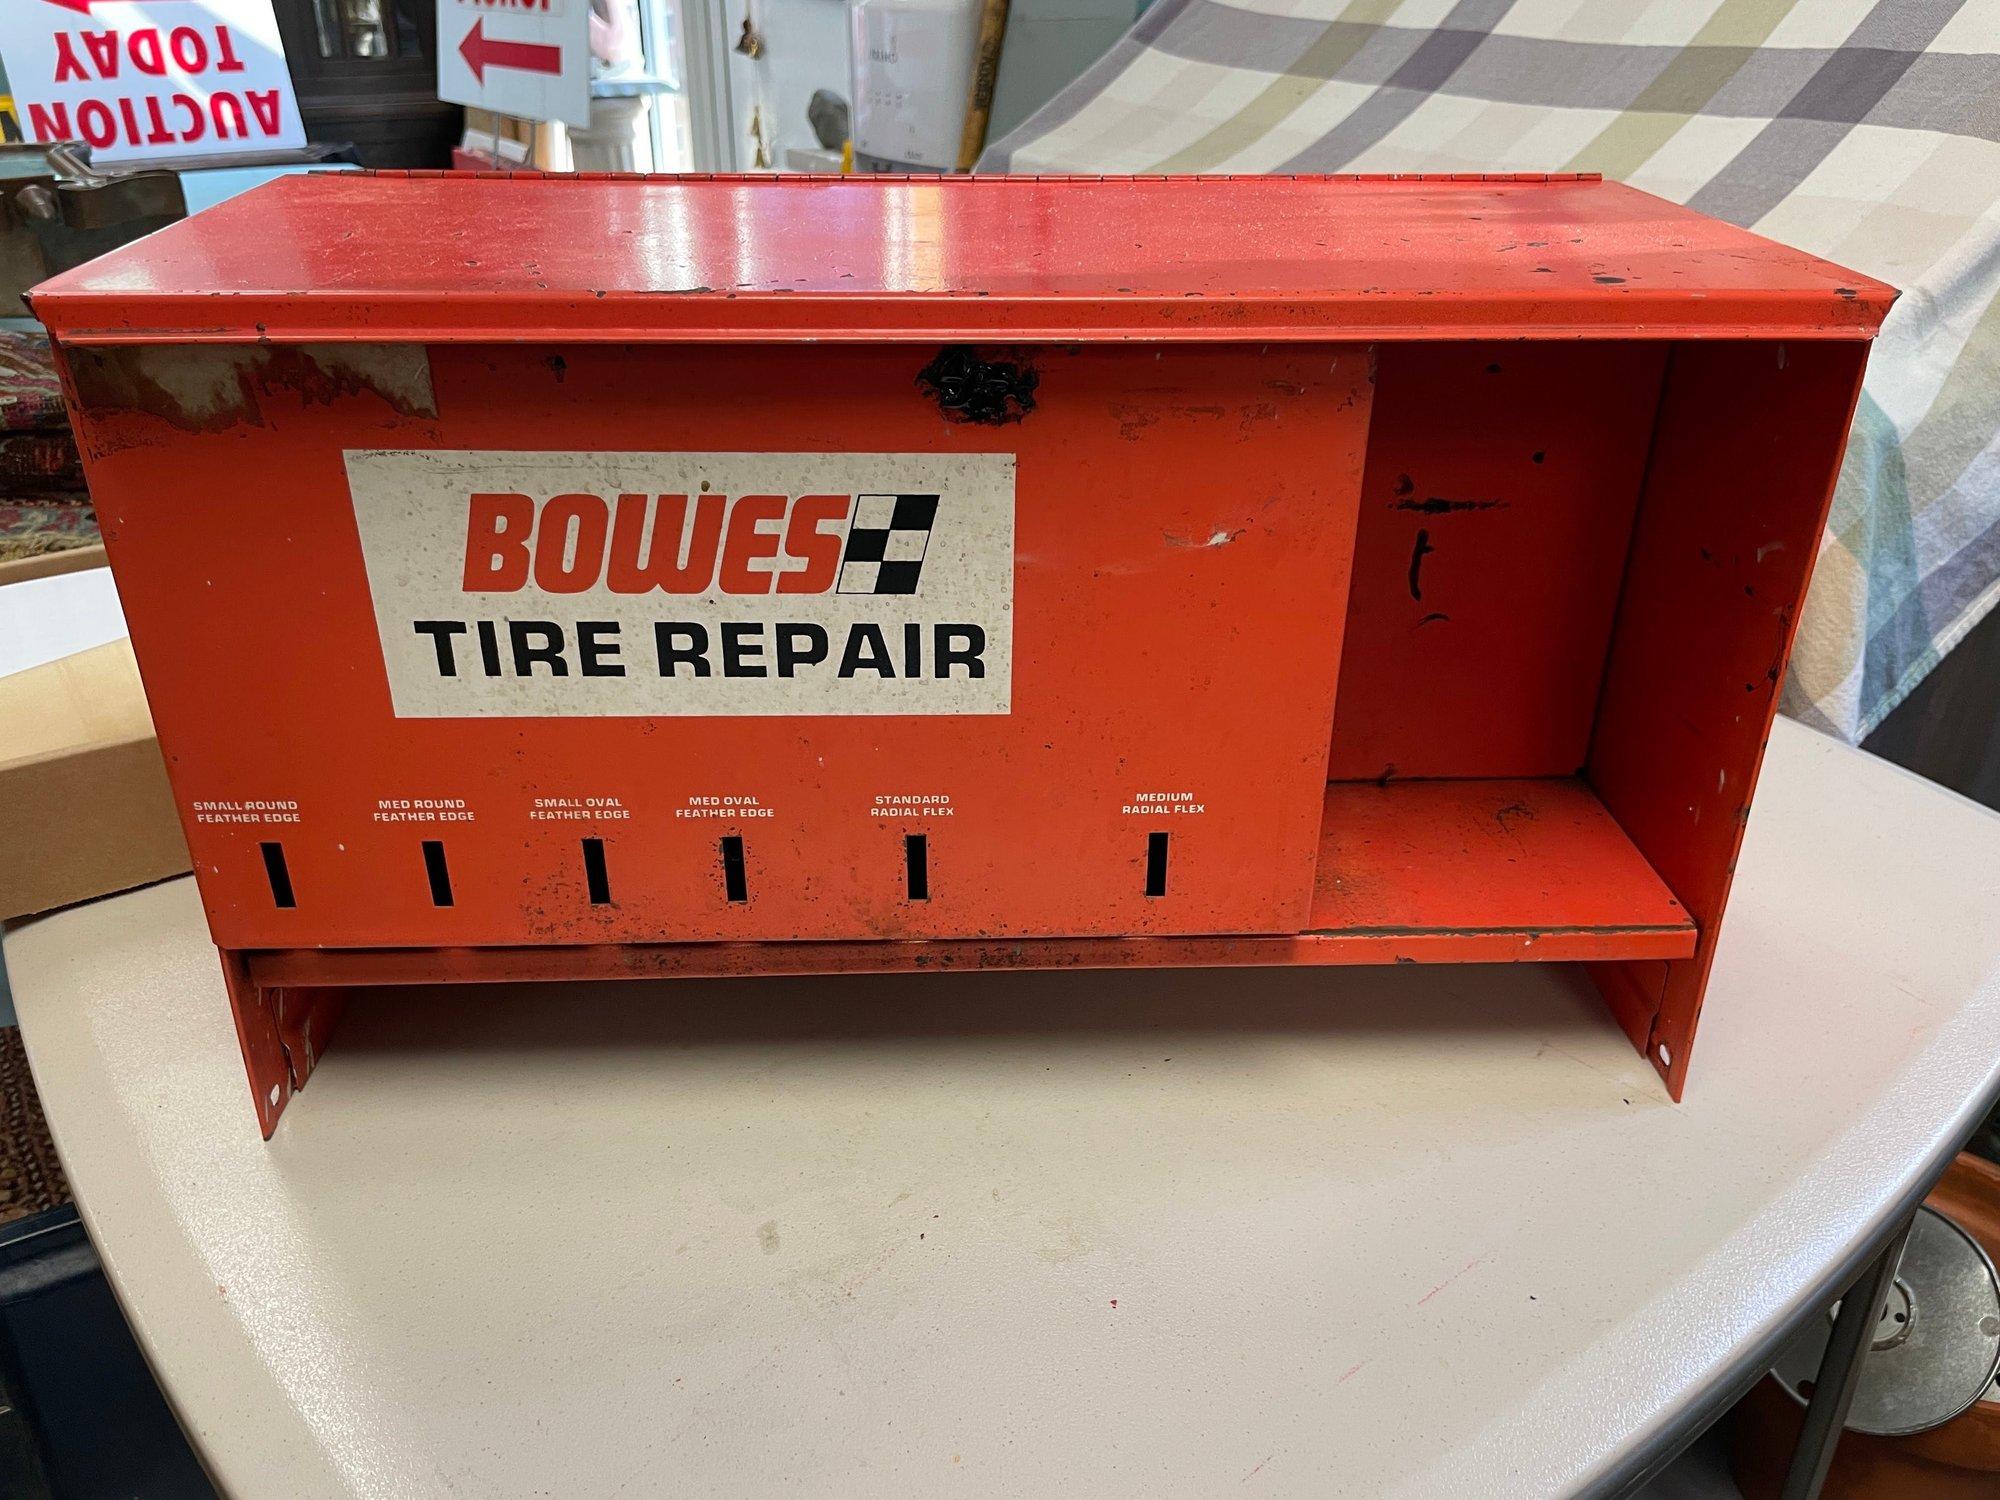 AUCTION
TODAY
BOWES
TIRE REPAIR
SMALL ROUND
FEATHER EDGE
MED ROUND
FEATHER EDGE
SMALL OVAL
FEATHER EDGE
MED OVAL
FEATHER EDGE
STANDARD
RADIAL FLEX
MEDIUM
RADIAL FLEX